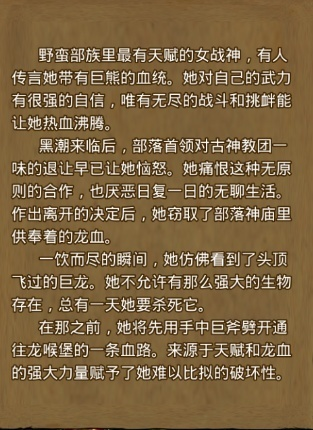 野蛮部族里最有天赋的女战神，有人
传言她带有巨熊的血统。她对自己的武力
有很强的自信，唯有无尽的战斗和挑衅能
让她热血沸腾。
黑潮来临后，部落首领对古神教团一
味的退让早已让她恼怒。她痛恨这种无原
则的合作，也厌恶日复一日的无聊生活。
作出离开的决定后，她窃取了部落神庙里
供奉着的龙血。
一饮而尽的瞬间，她仿佛看到了头顶
飞过的巨龙。她不允许有那么强大的生物
存在，总有一天她要杀死它。
在那之前，她将先用手中巨斧劈开通
往龙喉堡的一条血路。来源于天赋和龙血
的强大力量赋予了她难以比拟的破坏性。